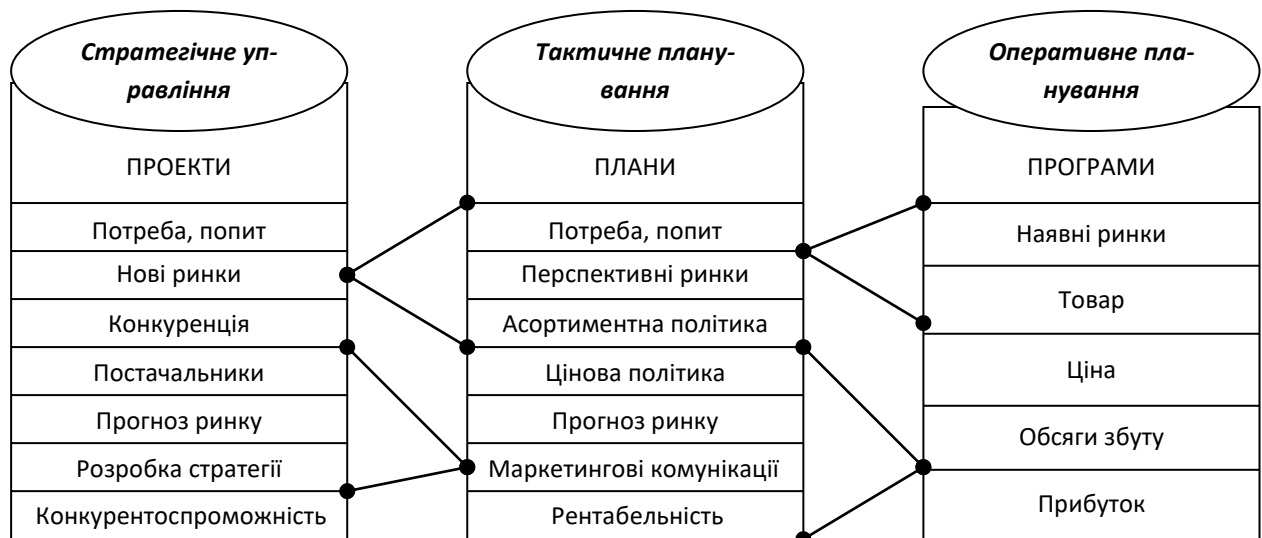 Стратегічне уп-
равління
ПРОЕКТИ
Потреба, попит
Нові ринки
Конкуренція
Постачальники
Прогноз ринку
Розробка стратегії
Конкурентоспроможність
Тактичне плану-
вання
ПЛАНИ
Потреба, попит
Перспективні ринки
Асортиментна політика
Цінова політика
Прогноз ринку
Маркетингові комунікації
Рентабельність
Оперативне пла-
нування
ПРОГРАМИ
Наявні ринки
Товар
Ціна
Обсяги збуту
Прибуток